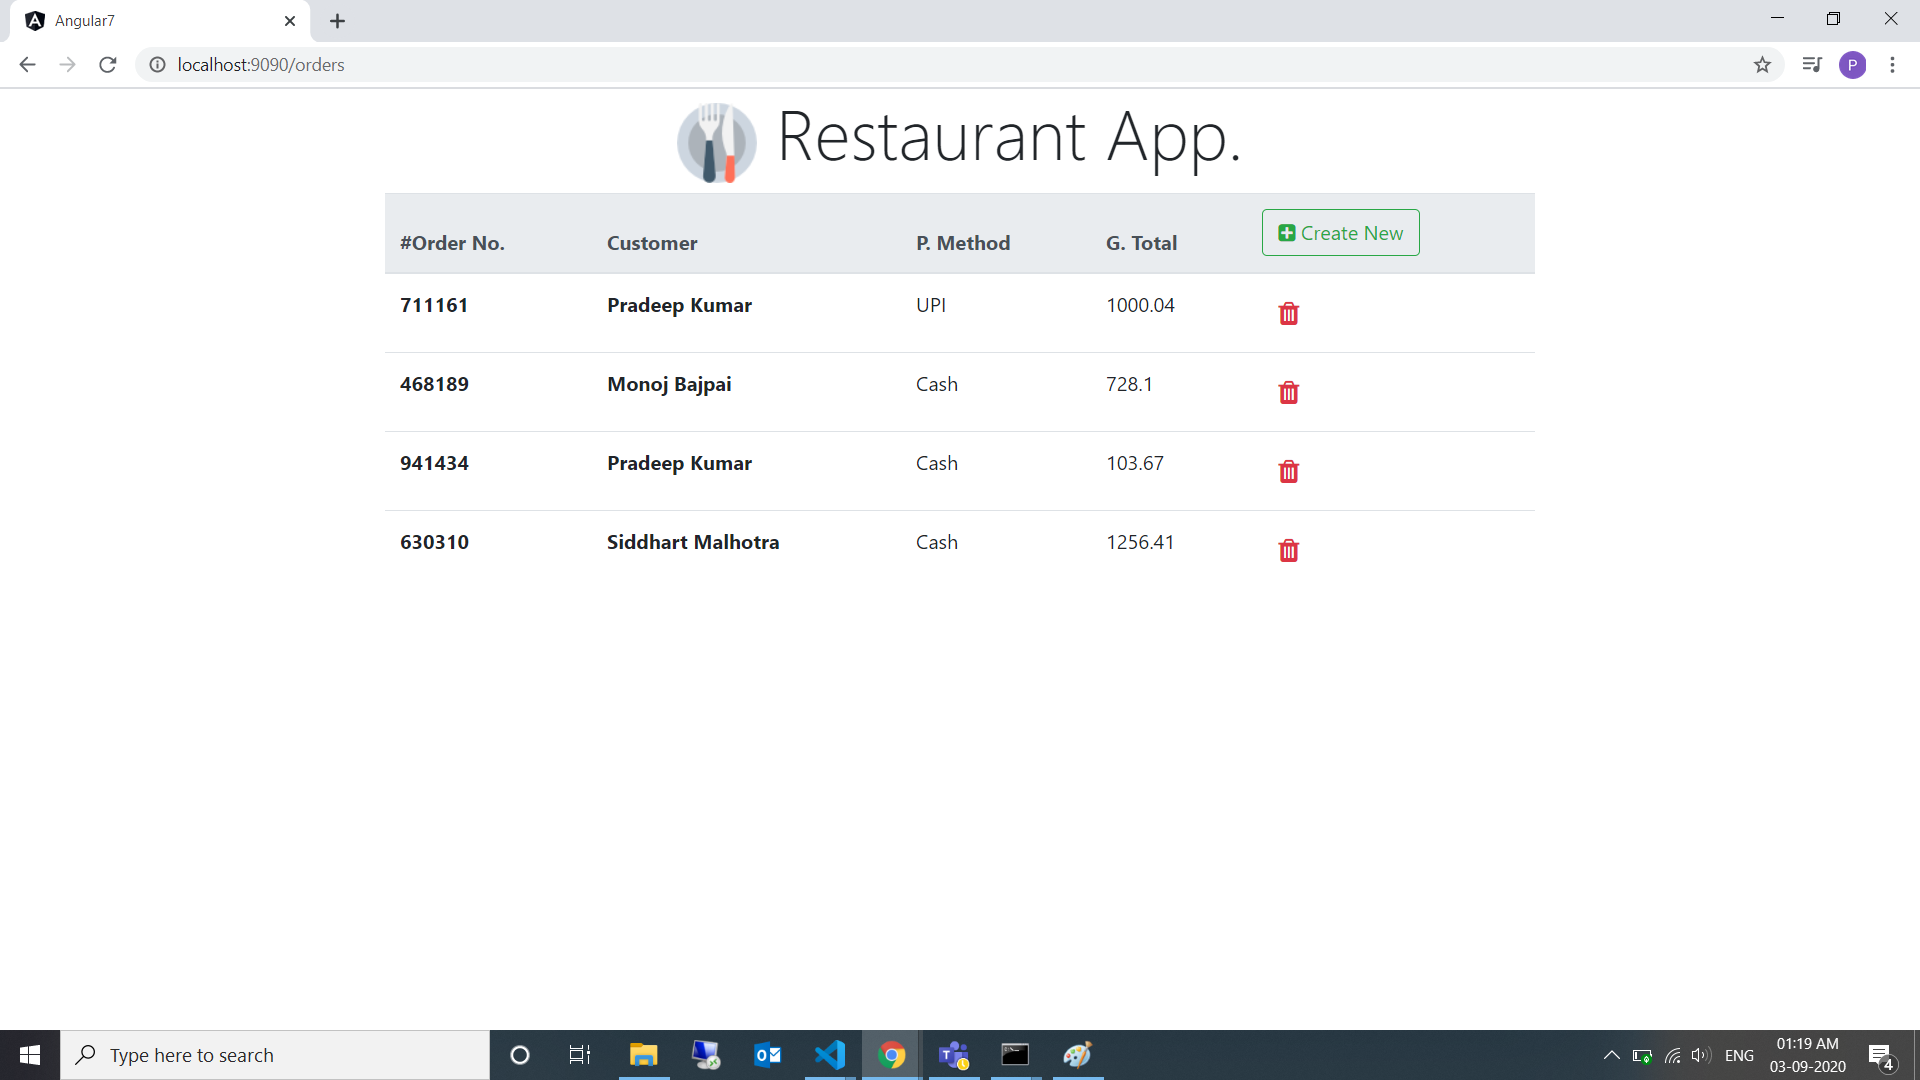 Angular7
localhost:9090/orders
P
Restaurant App.
#Order No. Customer P. Method G. Total Create New
711161 Pradeep Kumar UPI 1000.04
468189 Monoj Bajpai Cash 728.1
941434 Pradeep Kumar Cash 103.67
630310 Siddhart Malhotra Cash 1256.41
Type here to search
ENG
01:19 AM
03-09-2020
4